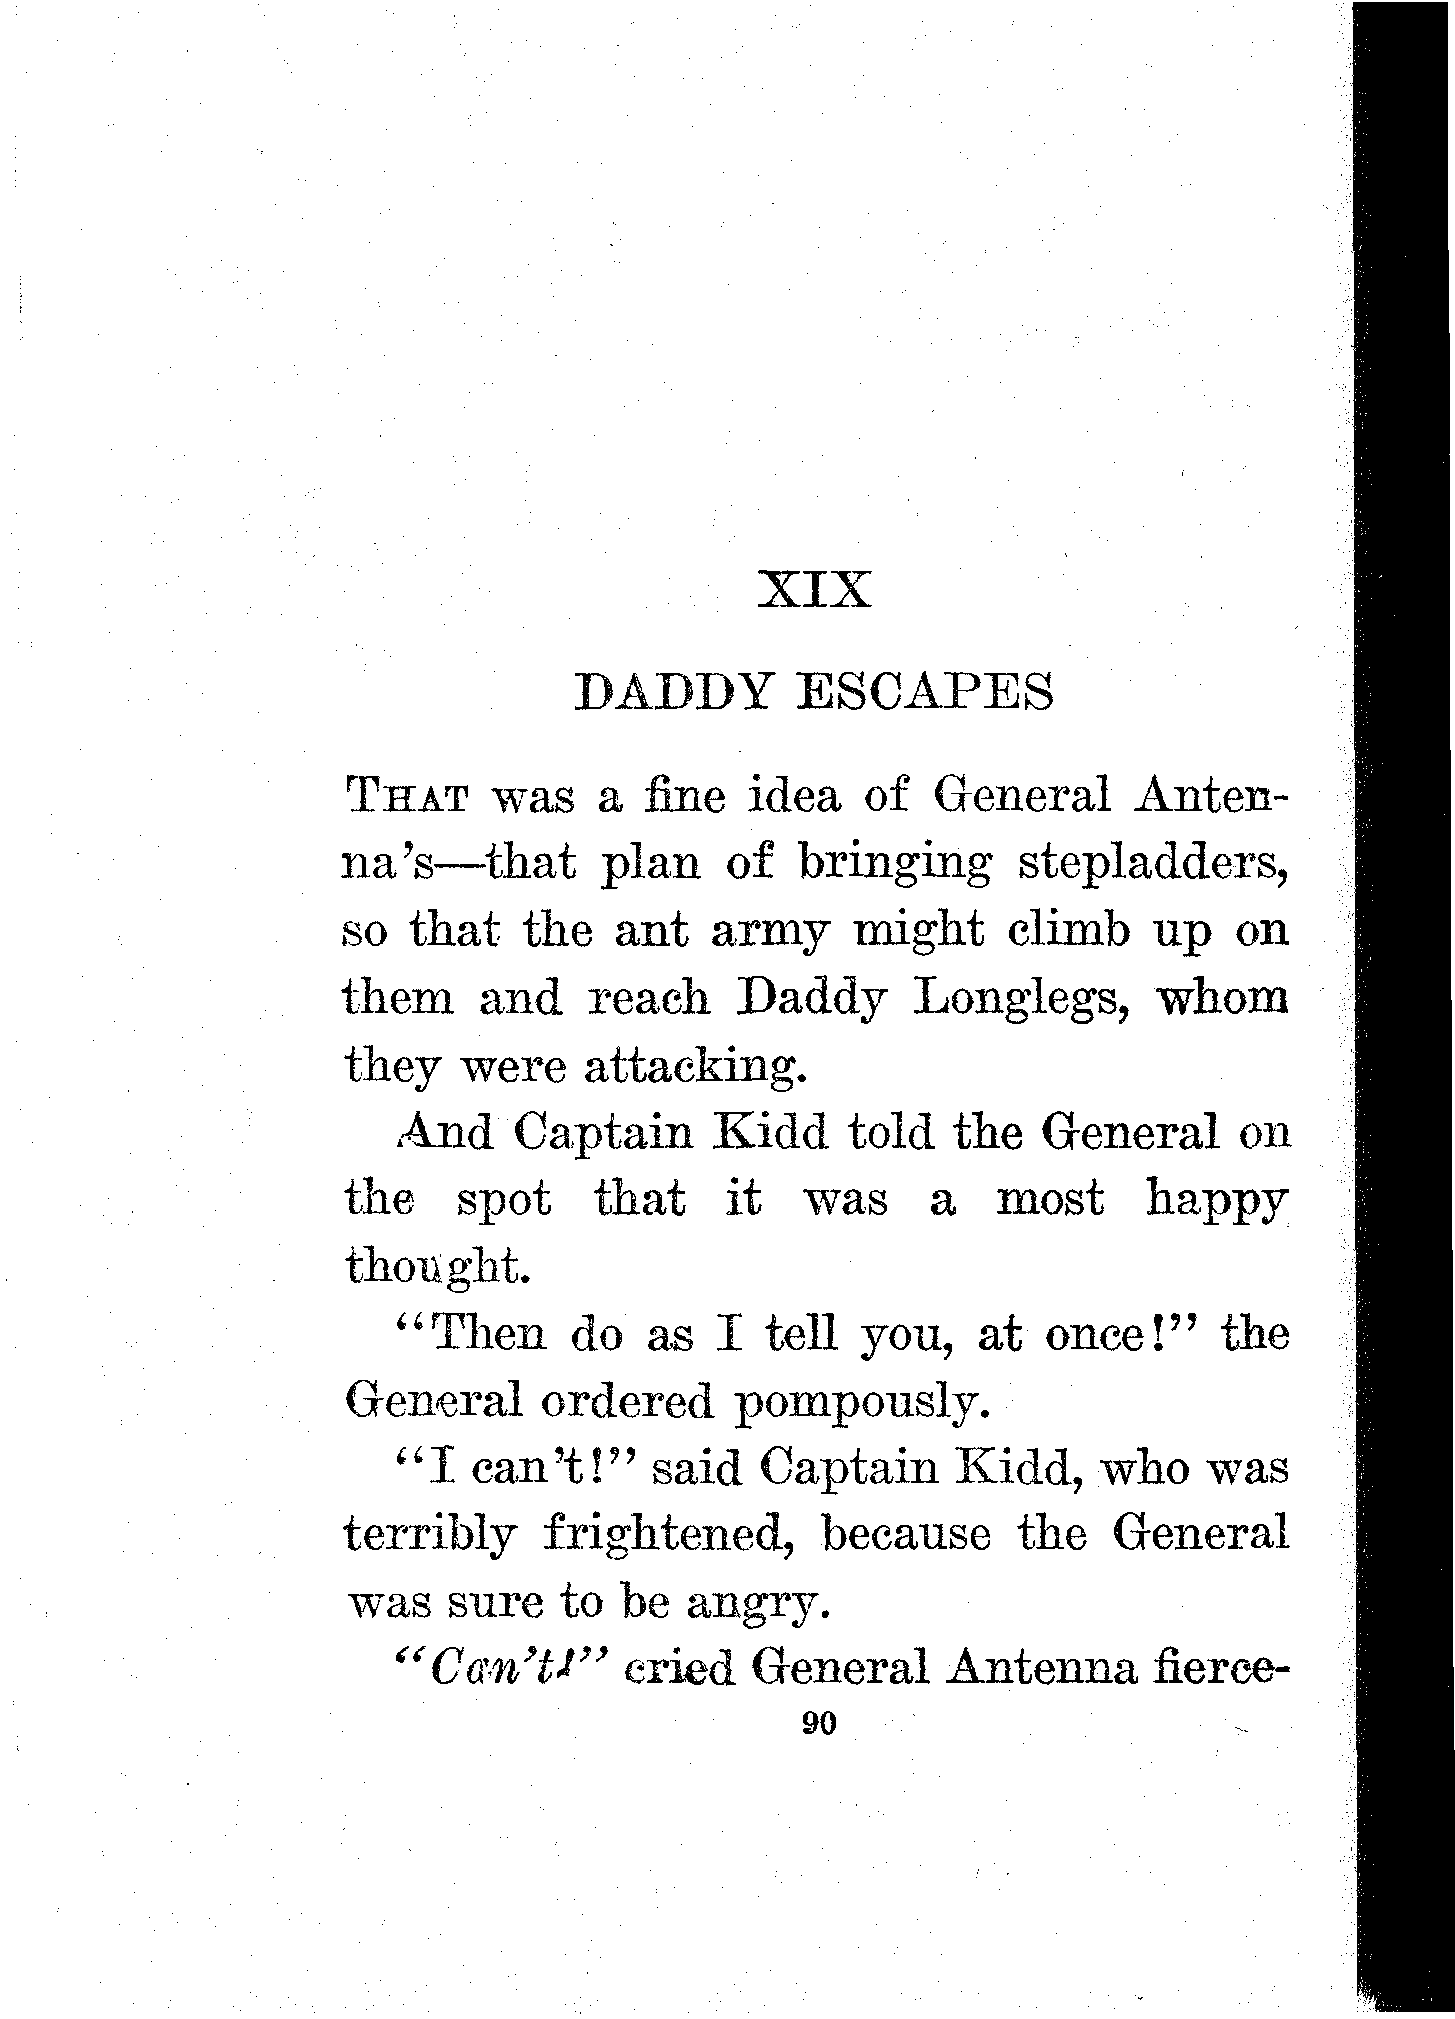 XIX
DADDY ESCAPES
THAT was a fine idea of General Anten-
na's—that plan of bringing stepladders,
so that the ant army might climb up on
them and reach Daddy Longlegs, whom
they were attacking.
And Captain Kidd told the General on
the spot that it was a most happy
thought.
"Then do as I tell you, at once!" the
General ordered pompously.
"I can't!" said Captain Kidd, who was
terribly frightened, because the General
was sure to be angry.
"Can't!" cried General Antenna fierce-
90